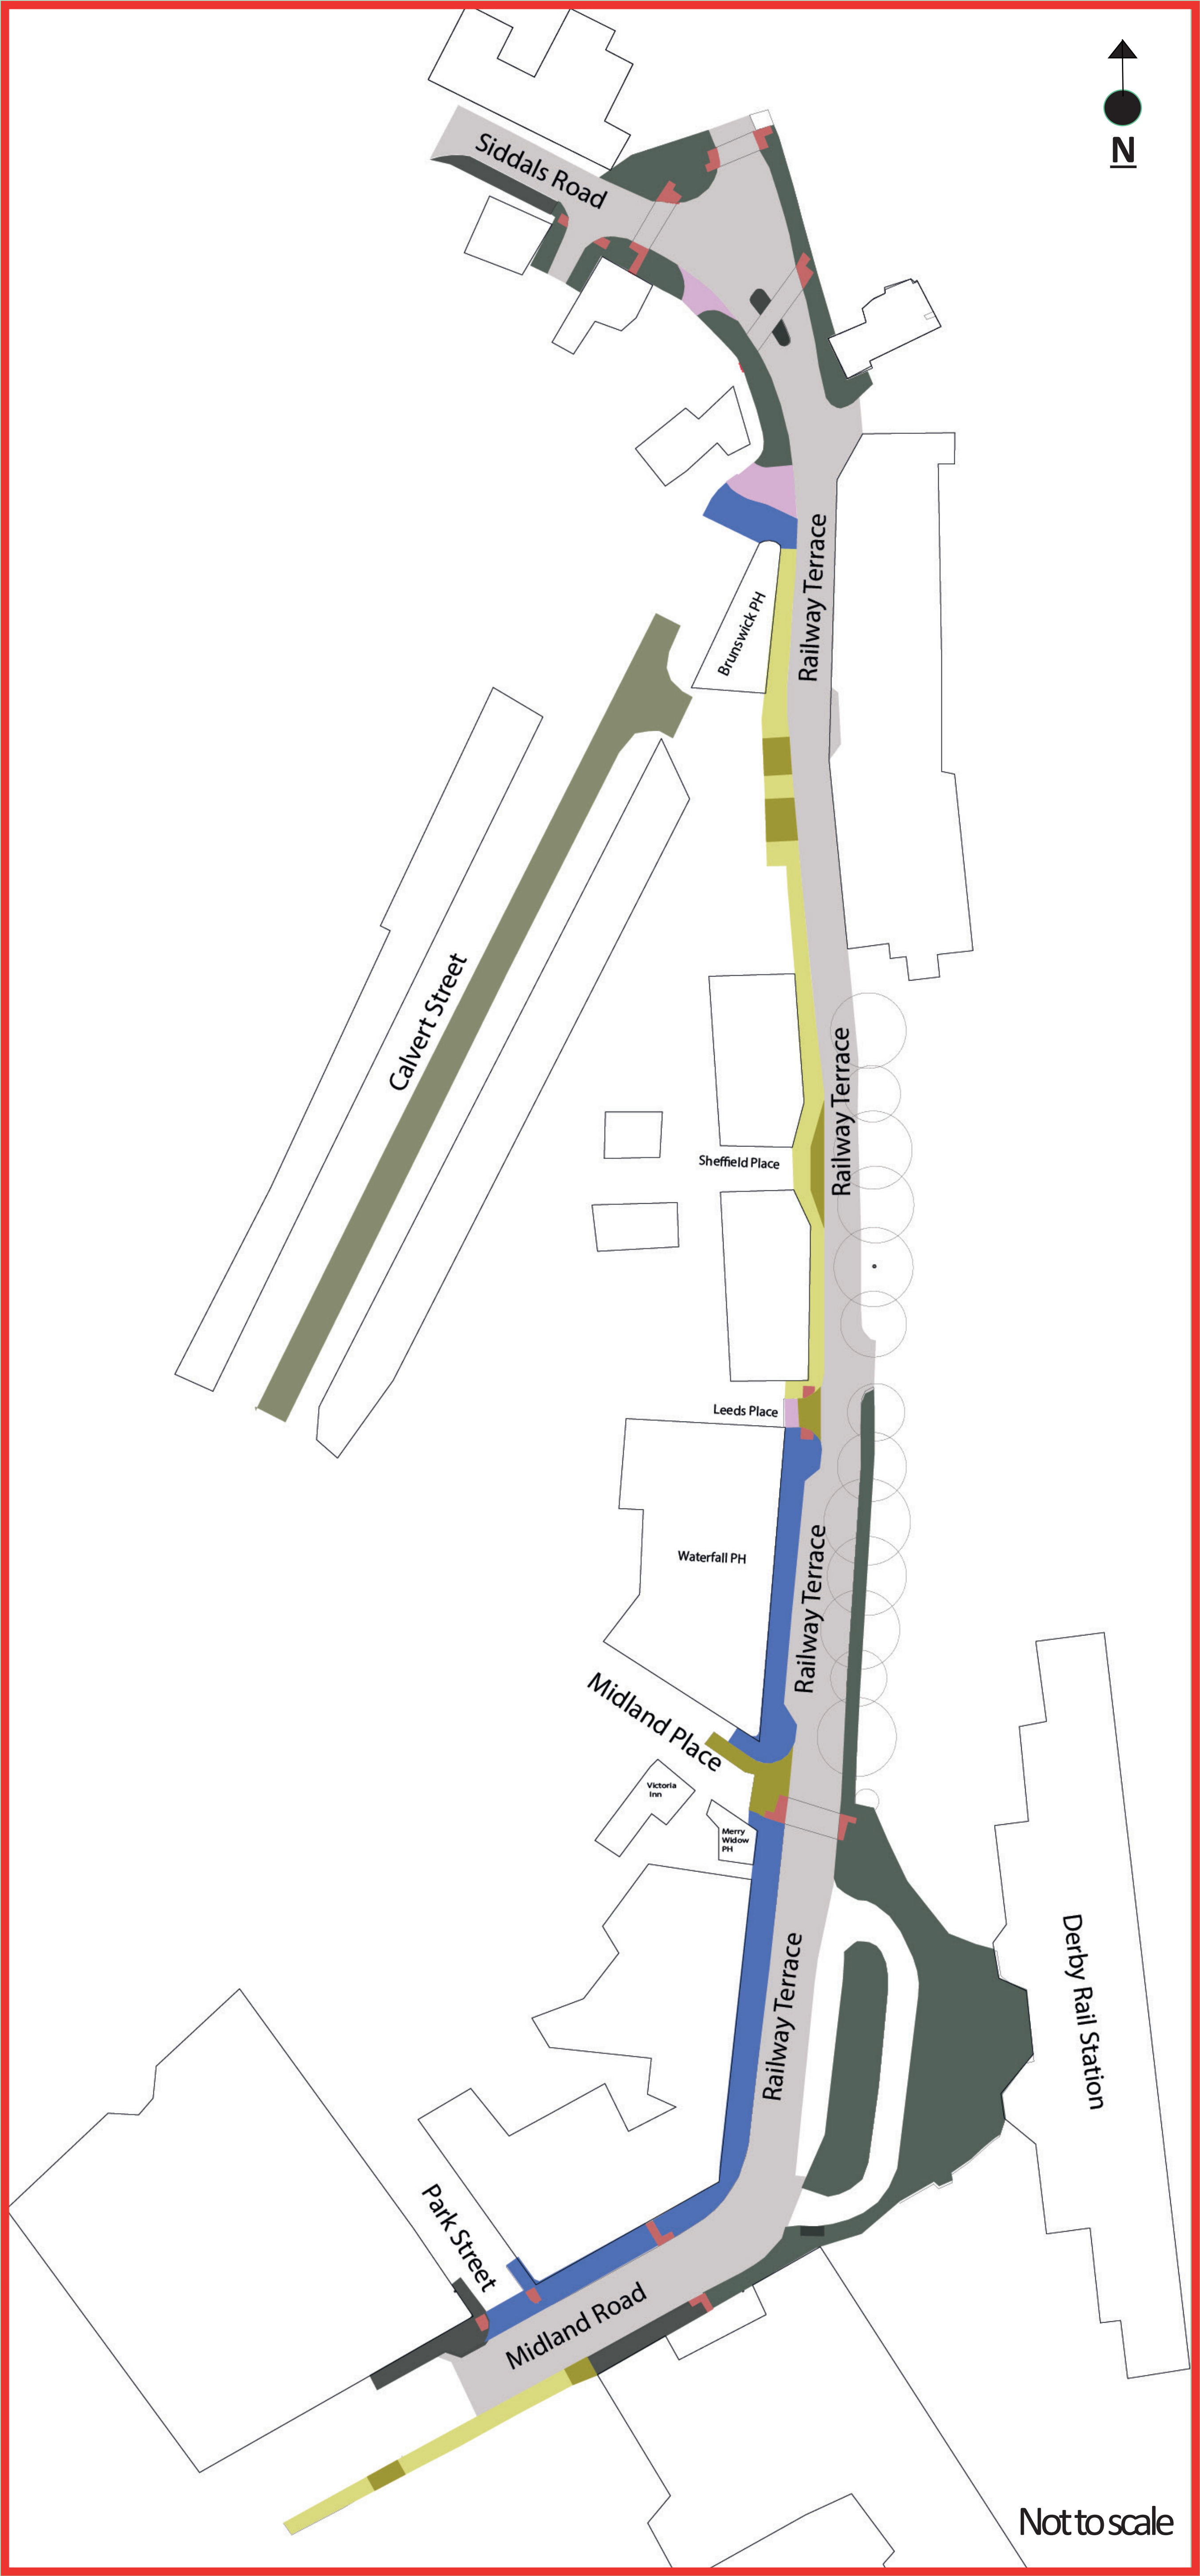 N
Siddals Road
Railway Terrace
Brunswick PH
Calvert Street
Railway Terrace
Sheffield Place
Leeds Place
Waterfall PH
Railway Terrace
Midland Place
Victoria
Inn
Merry
Widow
PH
Derby Rail Station
Railway Terrace
Park Street
Midland Road
Not to scale